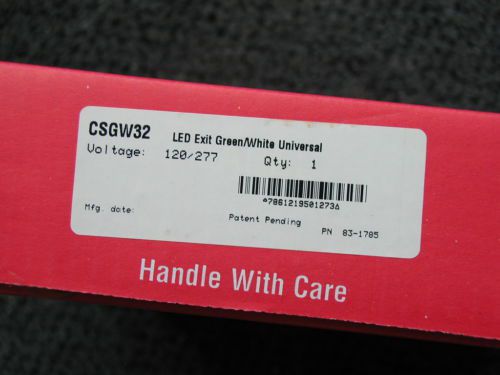 CSGW32 LED Exit Green/White Universal
Voltage: 120/277 Qty: 1
*7861219501273A
Patent Pending
Mfg. date:
PN 83-1785
Handle With Care